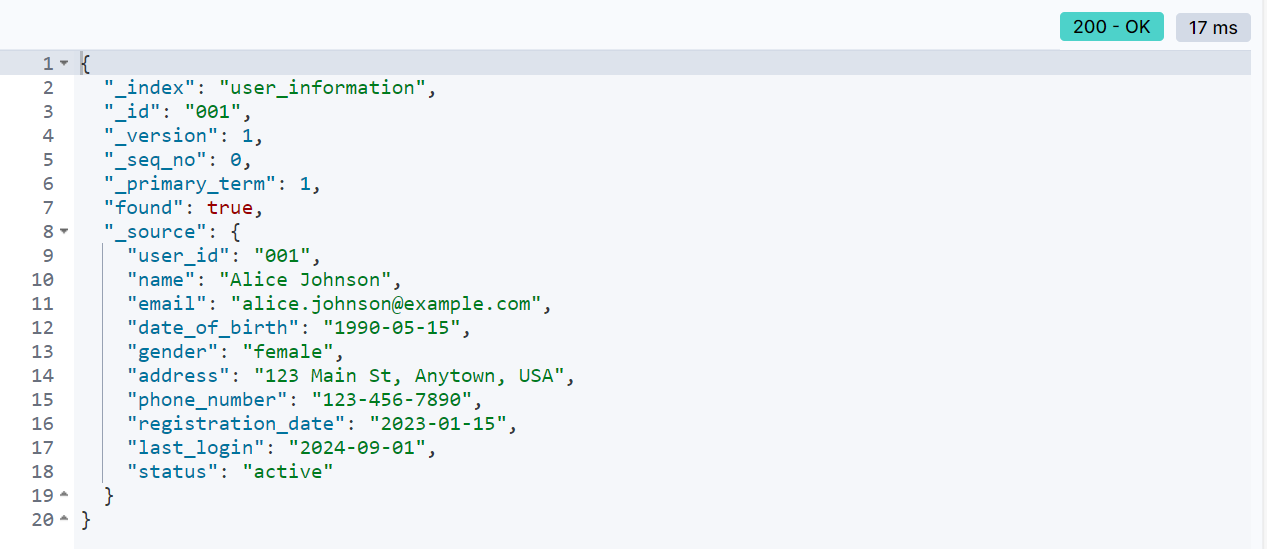 200 - OK 17 ms
1 {
2 "_index": "user_information",
3 "_id": "001",
4 "_version": 1,
5 "_seq_no": 0,
6 "_primary_term": 1,
7 "found": true,
8 "_source": {
9 "user_id": "001",
10 "name": "Alice Johnson",
11 "email": "alice.johnson@example.com",
12 "date_of_birth": "1990-05-15",
13 "gender": "female",
14 "address": "123 Main St, Anytown, USA",
15 "phone_number": "123-456-7890",
16 "registration_date": "2023-01-15",
17 "last_login": "2024-09-01",
18 "status": "active"
19 }
20 }